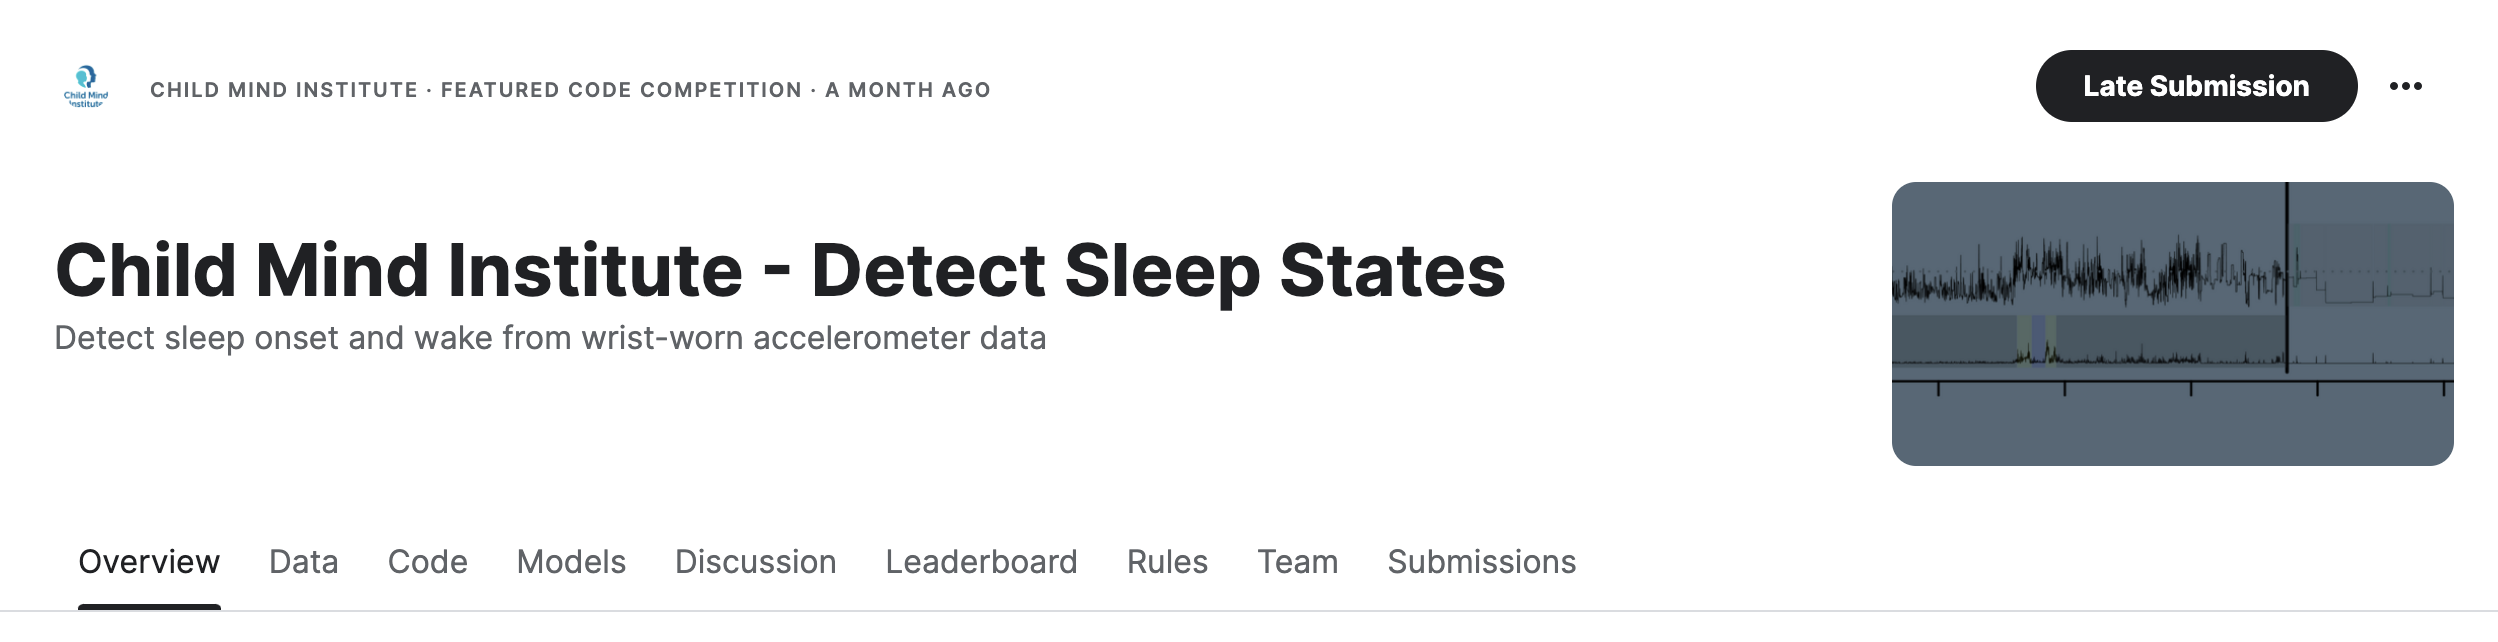 Child Mind
Institute
CHILD MIND INSTITUTE · FEATURED CODE COMPETITION · A MONTH AGO
Late Submission
Child Mind Institute - Detect Sleep States
Detect sleep onset and wake from wrist-worn accelerometer data
Overview Data Code Models Discussion Leaderboard Rules Team Submissions